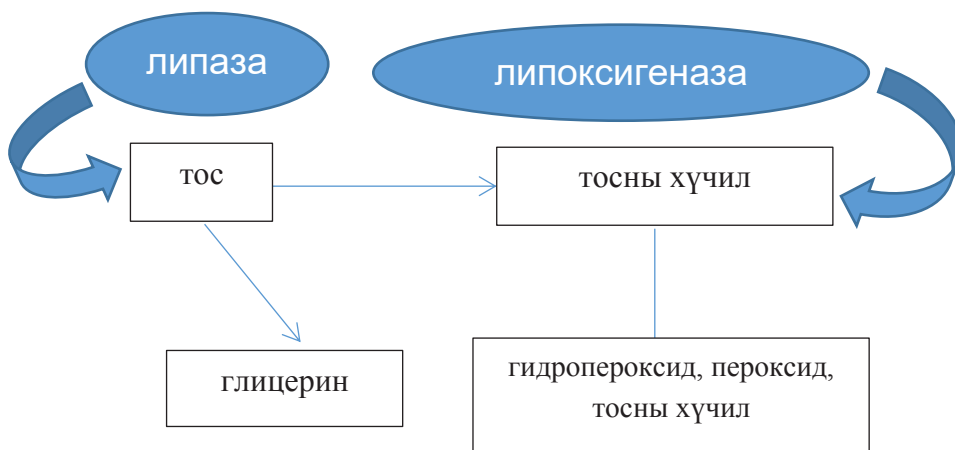 липаза
липоксигеназа
тос
тосны хүчил
глицерин
гидропероксид, пероксид,
тосны хүчил